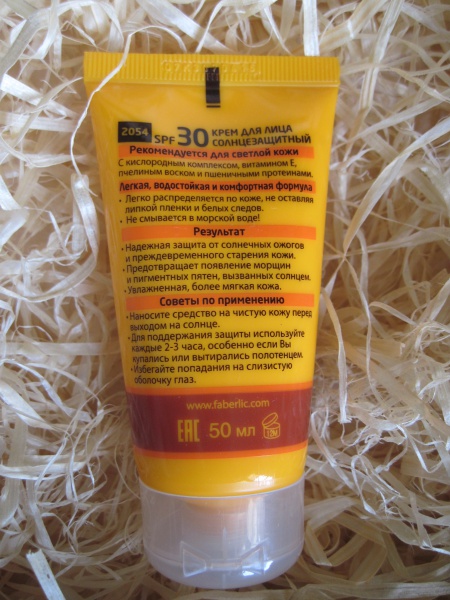 2054
SPF 30 КРЕМ ДЛЯ ЛИЦА
СОЛНЦЕЗАЩИТНЫЙ
Рекомендуется для светлой кожи
С кислородным комплексом, витамином Е,
пчелиным воском и пшеничными протеинами.
Легкая, водостойкая и комфортная формула
• Легко распределяется по коже, не оставляя
липкой пленки и белых следов.
• Не смывается в морской воде!
Результат
• Надежная защита от солнечных ожогов
и преждевременного старения кожи.
• Предотвращает появление морщин
и пигментных пятен, вызванных солнцем.
• Увлажненная, более мягкая кожа.
Советы по применению
• Наносите средство на чистую кожу перед
выходом на солнце.
• Для поддержания защиты используйте
каждые 2-3 часа, особенно если Вы
купались или вытирались полотенцем.
• Избегайте попадания на слизистую
оболочку глаз.
www.faberlic.com
EAC 50 мл